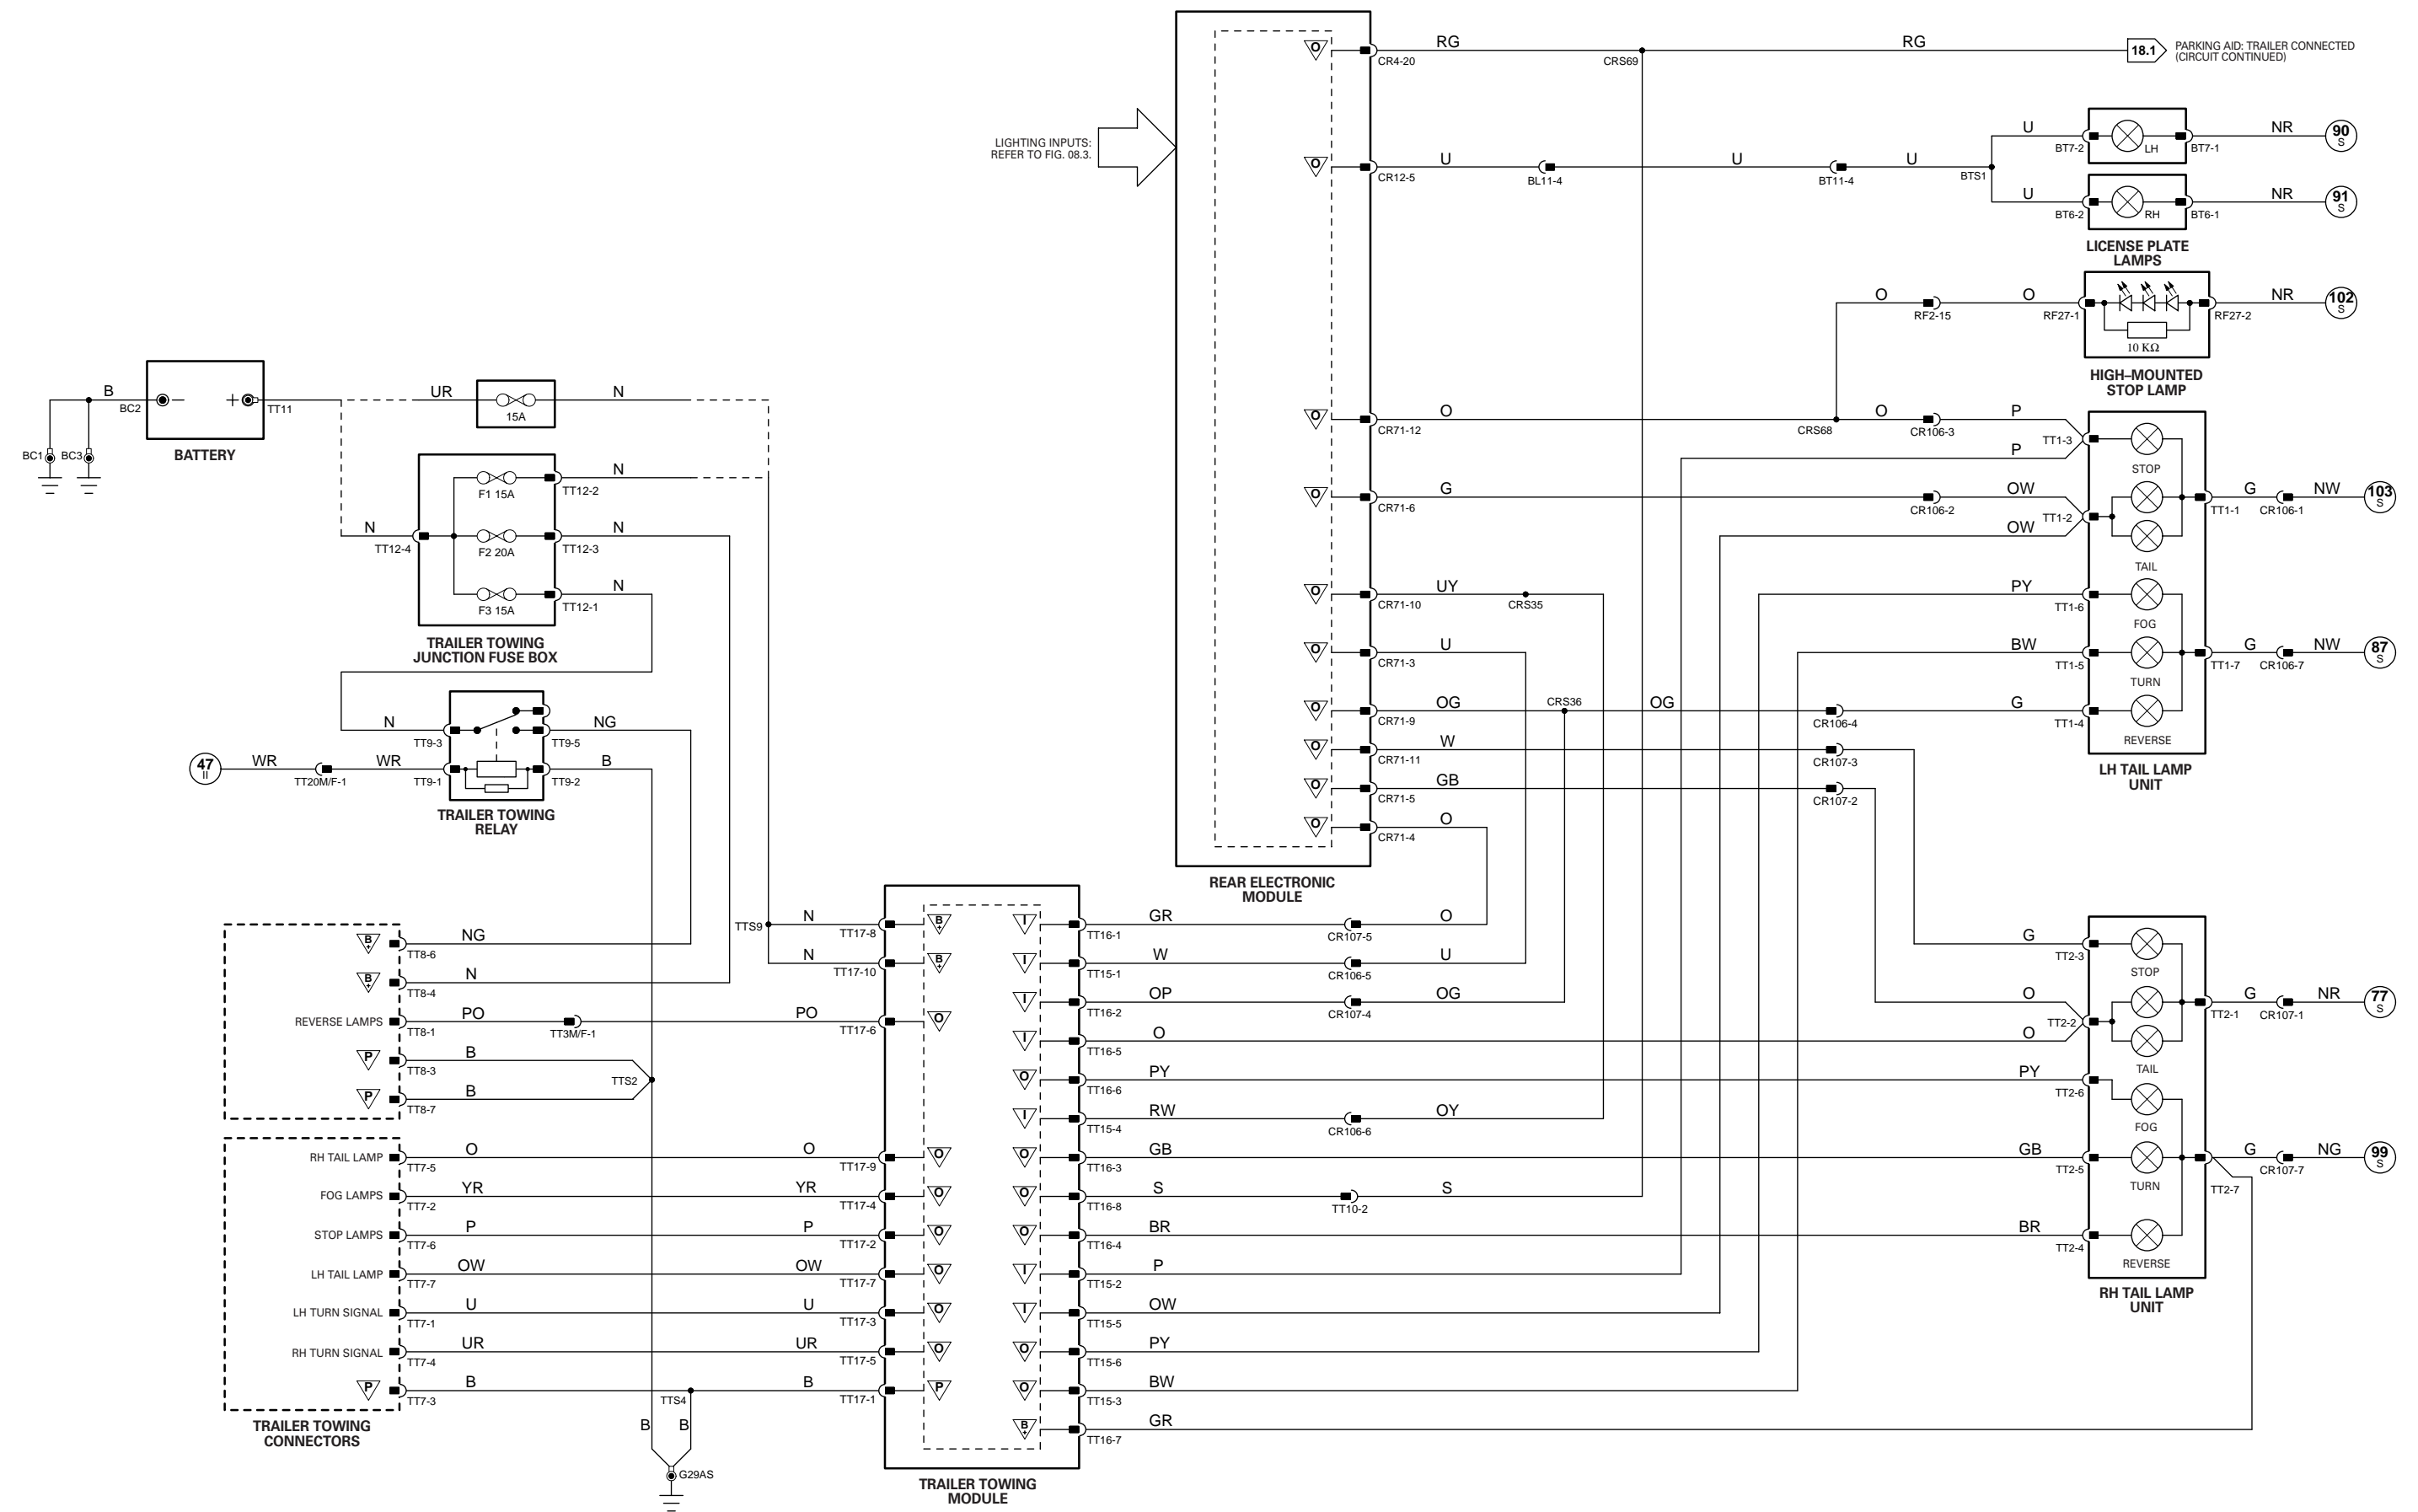 RG
RG
18.1
PARKING AID: TRAILER CONNECTED
(CIRCUIT CONTINUED)
CR4-20
CRS69
LIGHTING INPUTS:
REFER TO FIG. 08.3.
U
BT7-2
LH
BT7-1
NR
90
S
CR12-5
U
BL11-4
U
BT11-4
U
BTS1
U
BT6-2
RH
BT6-1
NR
91
S
LICENSE PLATE
LAMPS
O
RF2-15
O
RF27-1
10 KΩ
RF27-2
NR
102
S
HIGH–MOUNTED
STOP LAMP
B
BC2
BC1
BC3
–
+
TT11
BATTERY
UR
15A
N
N
TT12-4
F1 15A
TT12-2
N
F2 20A
TT12-3
N
F3 15A
TT12-1
N
TRAILER TOWING
JUNCTION FUSE BOX
N
TT9-3
TT9-5
NG
47
II
WR
TT20M/F-1
WR
TT9-1
TT9-2
B
TRAILER TOWING
RELAY
O
CR71-12
O
CRS68
O
CR106-3
P
TT1-3
P
STOP
O
CR71-6
G
CR106-2
OW
TT1-2
OW
TAIL
TT1-1
G
CR106-1
NW
103
S
O
CR71-10
UY
CRS35
PY
TT1-6
FOG
O
CR71-3
U
BW
TT1-5
TURN
TT1-7
G
CR106-7
NW
87
S
O
CR71-9
OG
CRS36
OG
CR106-4
G
TT1-4
REVERSE
LH TAIL LAMP
UNIT
O
CR71-11
W
CR107-3
O
CR71-5
GB
CR107-2
O
CR71-4
O
REAR ELECTRONIC
MODULE
B+
TT8-6
NG
B+
TT8-4
N
REVERSE LAMPS
TT8-1
PO
TT3M/F-1
PO
TT17-6
O
P
TT8-3
B
P
TT8-7
B
TTS2
TTS9
N
TT17-8
B+
N
TT17-10
B+
RH TAIL LAMP
TT7-5
O
O
TT17-9
O
FOG LAMPS
TT7-2
YR
YR
TT17-4
O
STOP LAMPS
TT7-6
P
P
TT17-2
O
LH TAIL LAMP
TT7-7
OW
OW
TT17-7
O
LH TURN SIGNAL
TT7-1
U
U
TT17-3
O
RH TURN SIGNAL
TT7-4
UR
UR
TT17-5
O
P
TT7-3
B
TTS4
B
TT17-1
P
TRAILER TOWING
CONNECTORS
B
B
G29AS
I
TT16-1
GR
CR107-5
O
I
TT15-1
W
CR106-5
U
I
TT16-2
OP
CR107-4
OG
I
TT16-5
O
O
TT16-6
PY
I
TT15-4
RW
CR106-6
OY
O
TT16-3
GB
O
TT16-8
S
TT10-2
S
O
TT16-4
BR
I
TT15-2
P
I
TT15-5
OW
O
TT15-6
PY
O
TT15-3
BW
B+
TT16-7
GR
TRAILER TOWING
MODULE
G
TT2-3
STOP
O
TT2-2
O
TAIL
TT2-1
G
CR107-1
NR
77
S
PY
TT2-6
FOG
GB
TT2-5
TURN
TT2-7
G
CR107-7
NG
99
S
BR
TT2-4
REVERSE
RH TAIL LAMP
UNIT